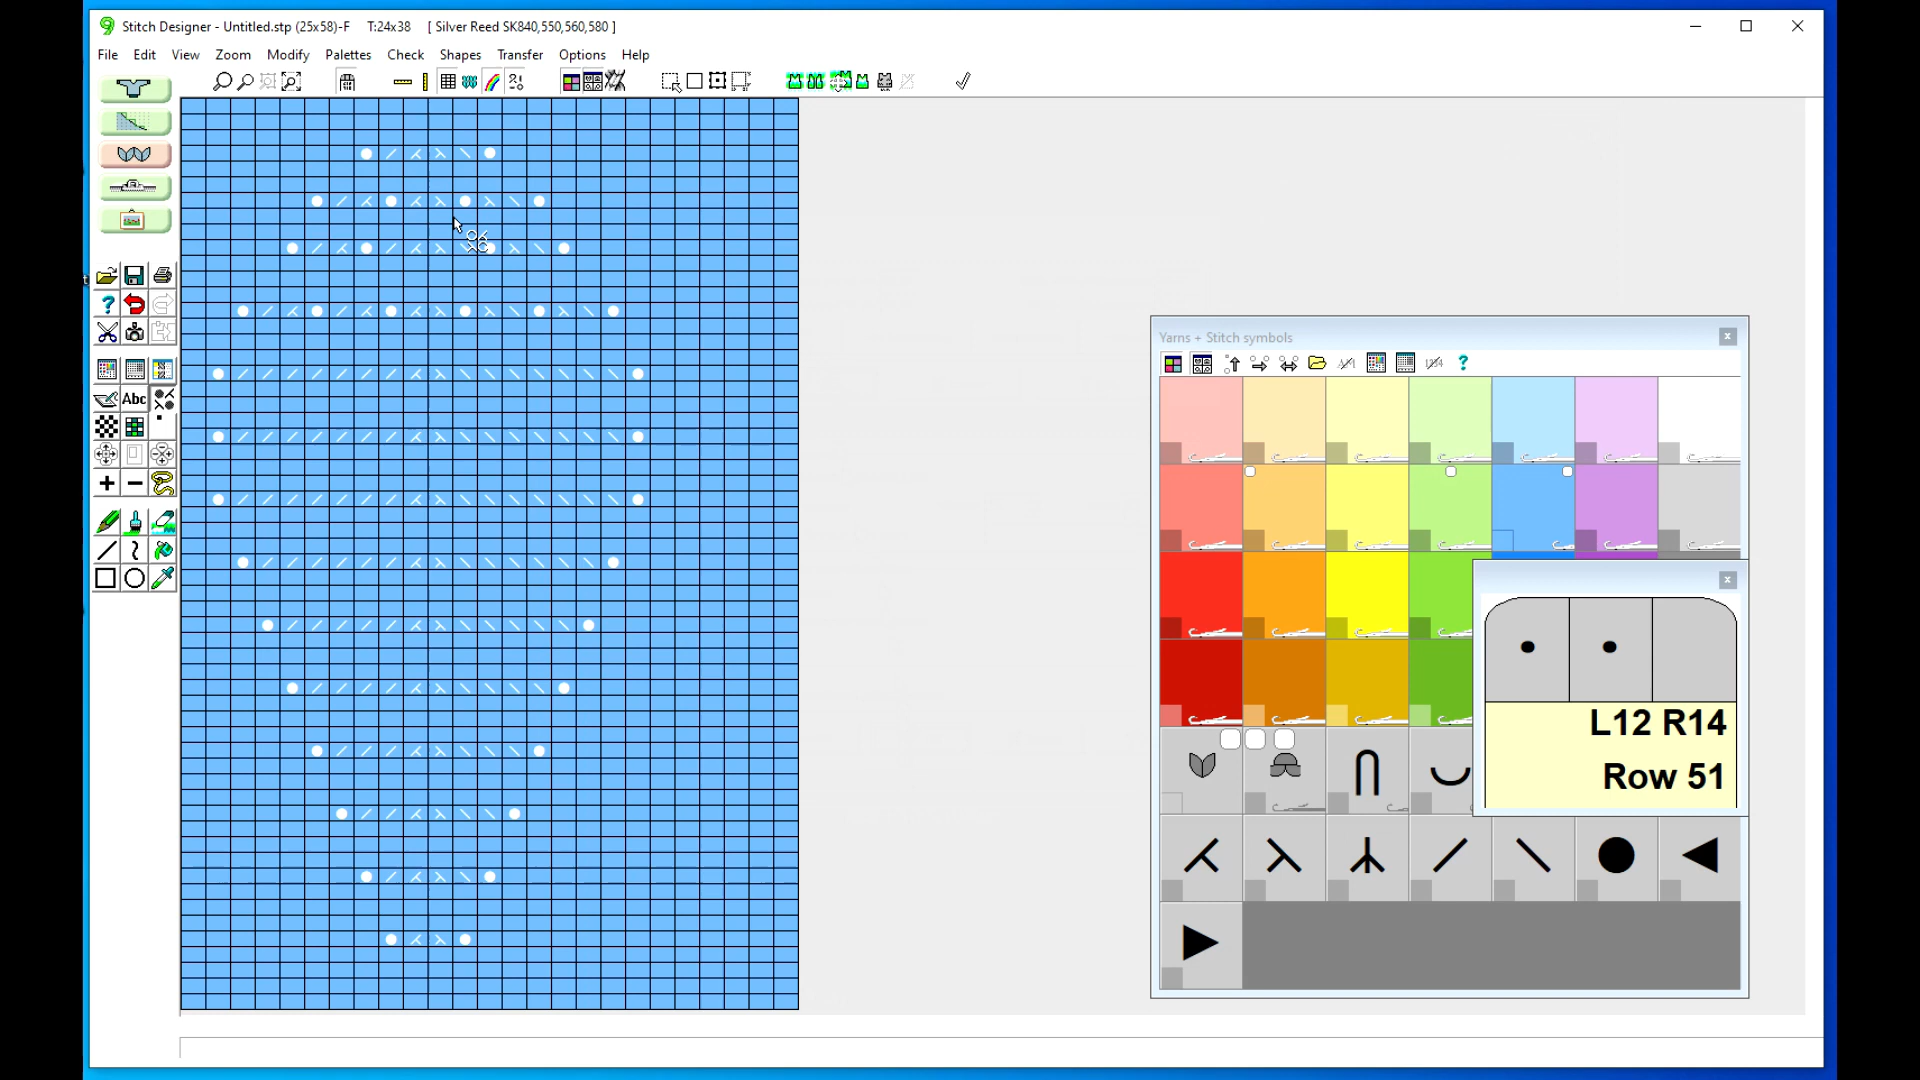 Stitch Designer - Untitled.stp (25x58)-F T:24x38 [ Silver Reed SK840,550,560,580 ]
File Edit View Zoom Modify Palettes Check Shapes Transfer Options Help
Abc
Yarns + Stitch symbols
L12 R14
Row 51